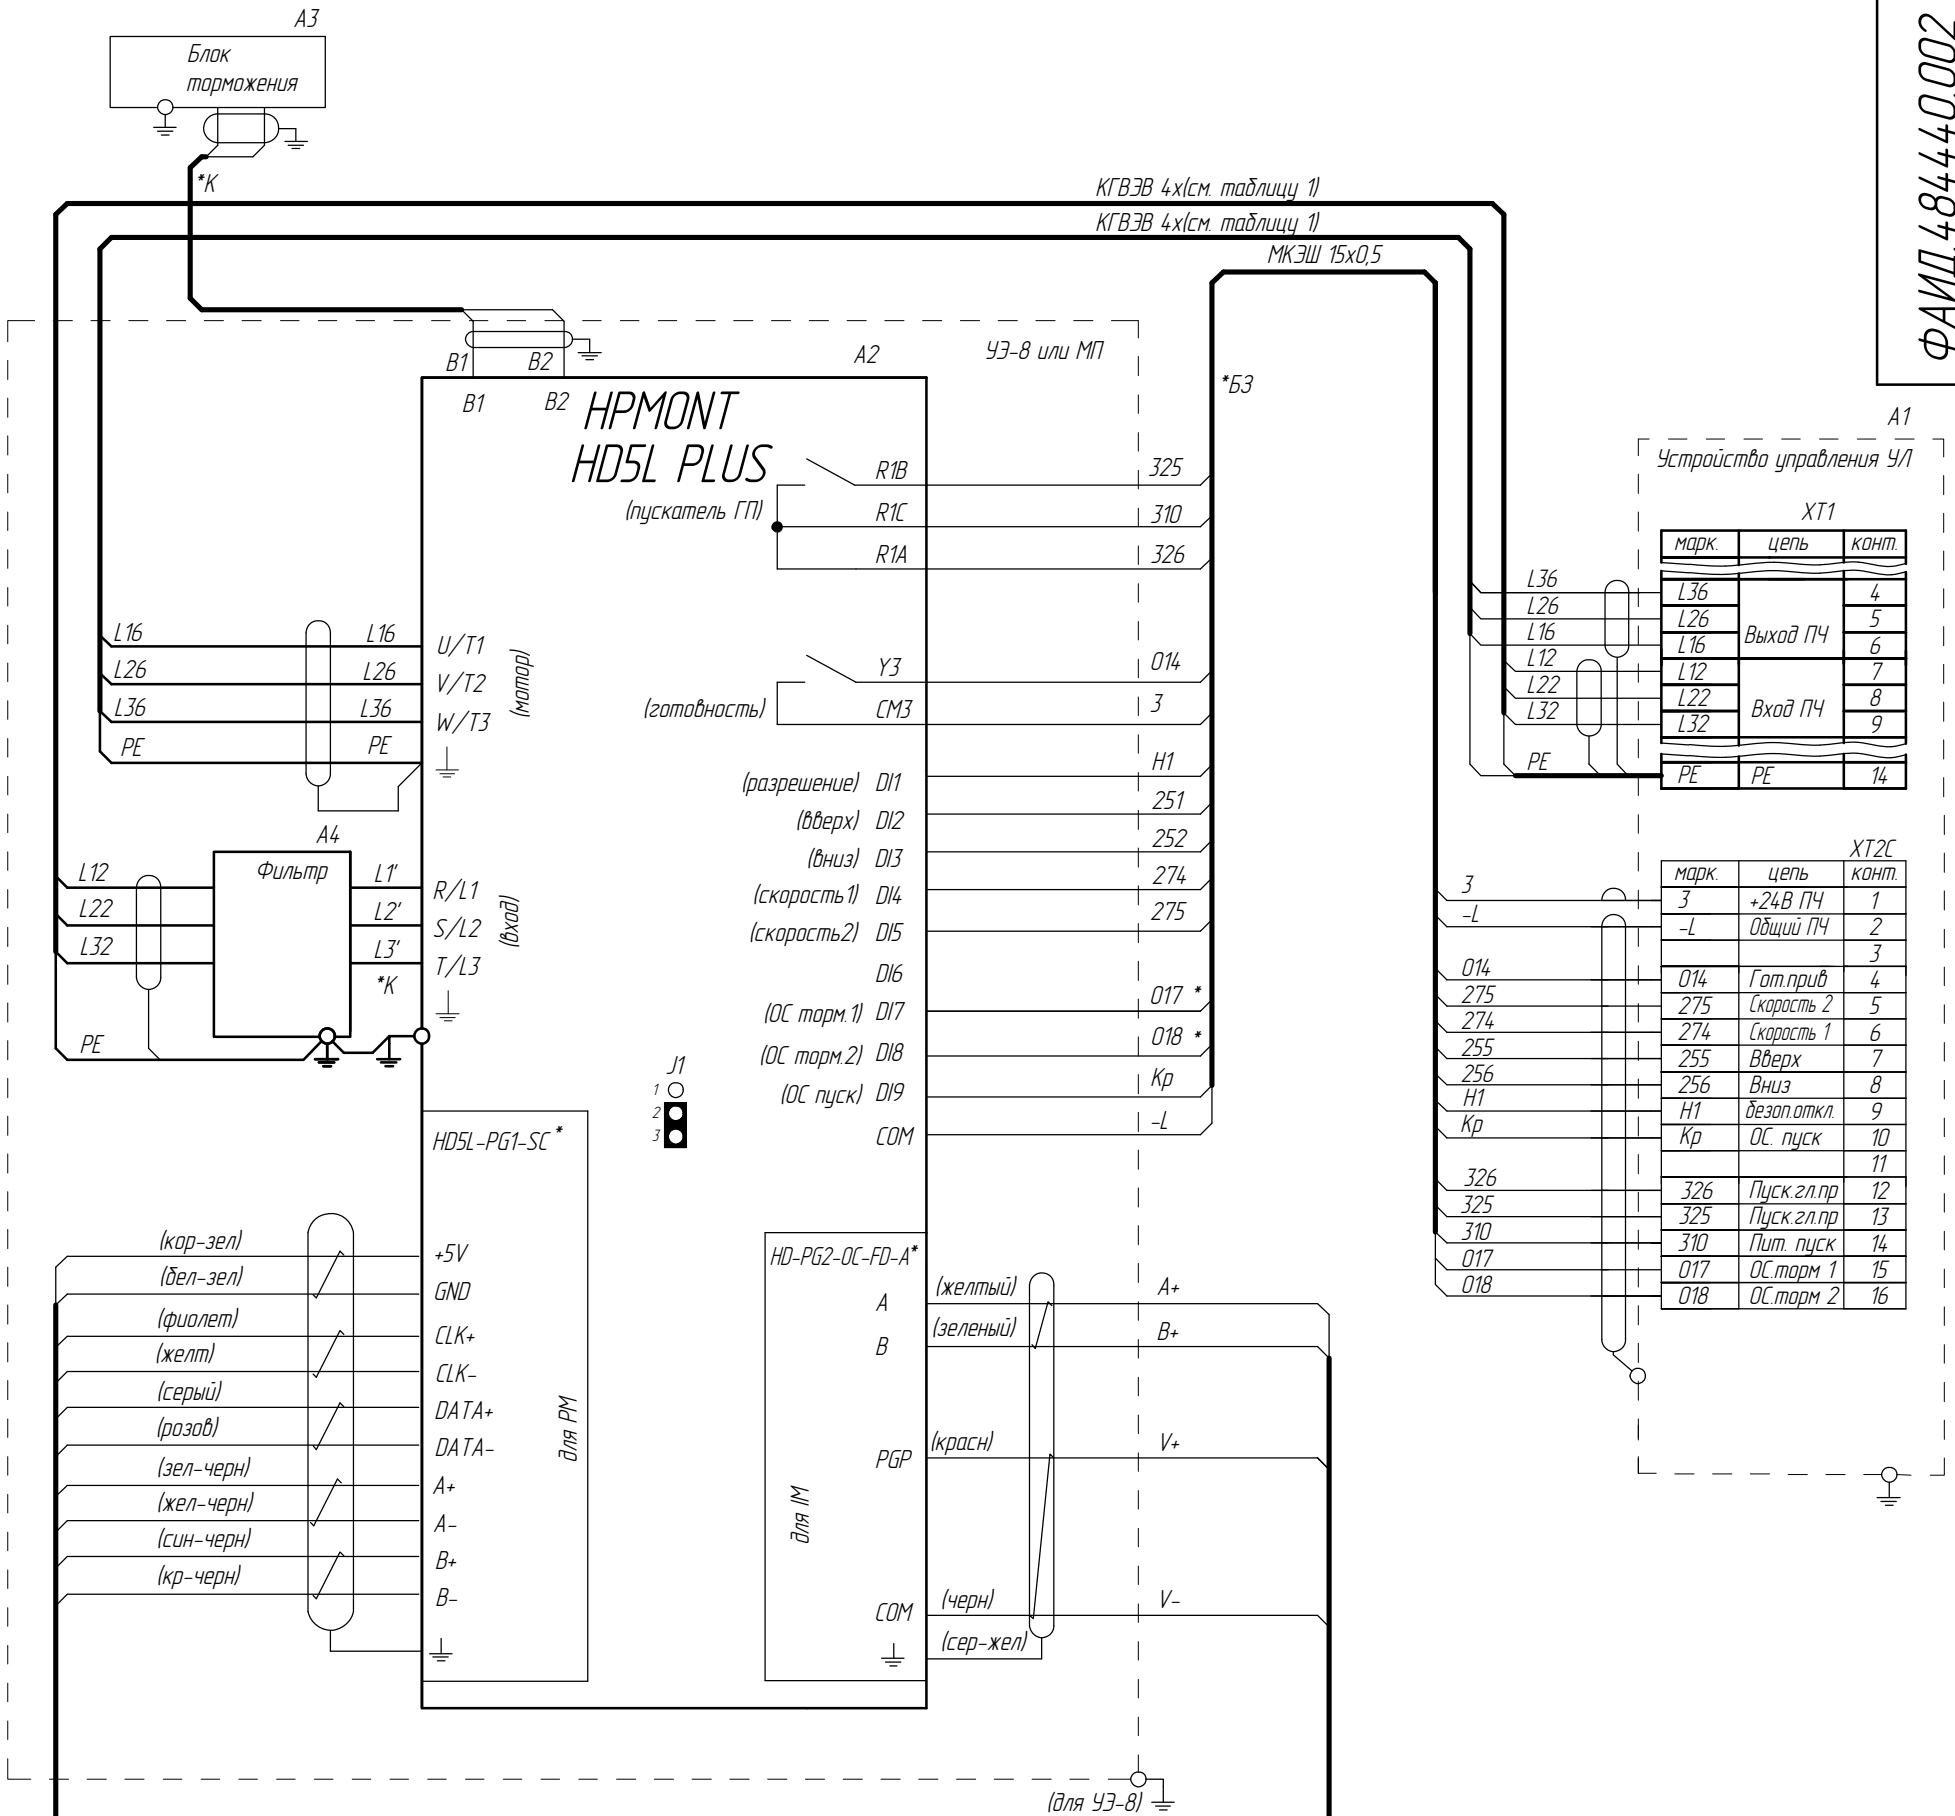 А3
Блок
торможения
*К
КГВЭВ 4х(см. таблицу 1)
КГВЭВ 4х(см. таблицу 1)
МКЭШ 15х0,5
ФАИД.484440.002
УЭ-8 или МП
А2
*БЗ
B1 B2
B1 B2
HPMONT
HD5L PLUS
(пускатель ГП)
R1B 325
R1C 310
R1A 326
(готовность)
Y3 014
CM3 3
(разрешение) DI1 H1
(вверх) DI2 251
(вниз) DI3 252
(скорость1) DI4 274
(скорость2) DI5 275
DI6
(ОС торм.1) DI7 017 *
(ОС торм.2) DI8 018 *
(ОС пуск) DI9 Кр
COM -L
L16 L16 U/T1
L26 L26 V/T2
L36 L36 W/T3
PE PE
(мотор)
А4
Фильтр
L12 L1' R/L1
L22 L2' S/L2
L32 L3' T/L3
*К
(вход)
PE
J1
1
2
3
HD5L-PG1-SC *
(кор-зел) +5V
(бел-зел) GND
(фиолет) CLK+
(желт) CLK-
(серый) DATA+
(розов) DATA-
(зел-черн) A+
(жел-черн) A-
(син-черн) B+
(кр-черн) B-
для PM
HD-PG2-OC-FD-A*
A (желтый) A+
B (зеленый) B+
PGP (красн) V+
COM (черн) V-
(сер-жел)
для IM
(для УЭ-8)
А1
Устройство управления УЛ
XT1
марк. цепь конт.
L36 L36 4
L26 L26 5
L16 L16 6
Выход ПЧ
L12 L12 7
L22 L22 8
L32 L32 9
Вход ПЧ
PE PE PE 14
XT2C
марк. цепь конт.
3 3 +24В ПЧ 1
-L -L Общий ПЧ 2
3
014 014 Гот.прив 4
275 275 Скорость 2 5
274 274 Скорость 1 6
255 255 Вверх 7
256 256 Вниз 8
H1 H1 безоп.откл. 9
Кр Кр ОС. пуск 10
11
326 326 Пуск.гл.пр 12
325 325 Пуск.гл.пр 13
310 310 Пит. пуск 14
017 017 ОС.торм 1 15
018 018 ОС.торм 2 16